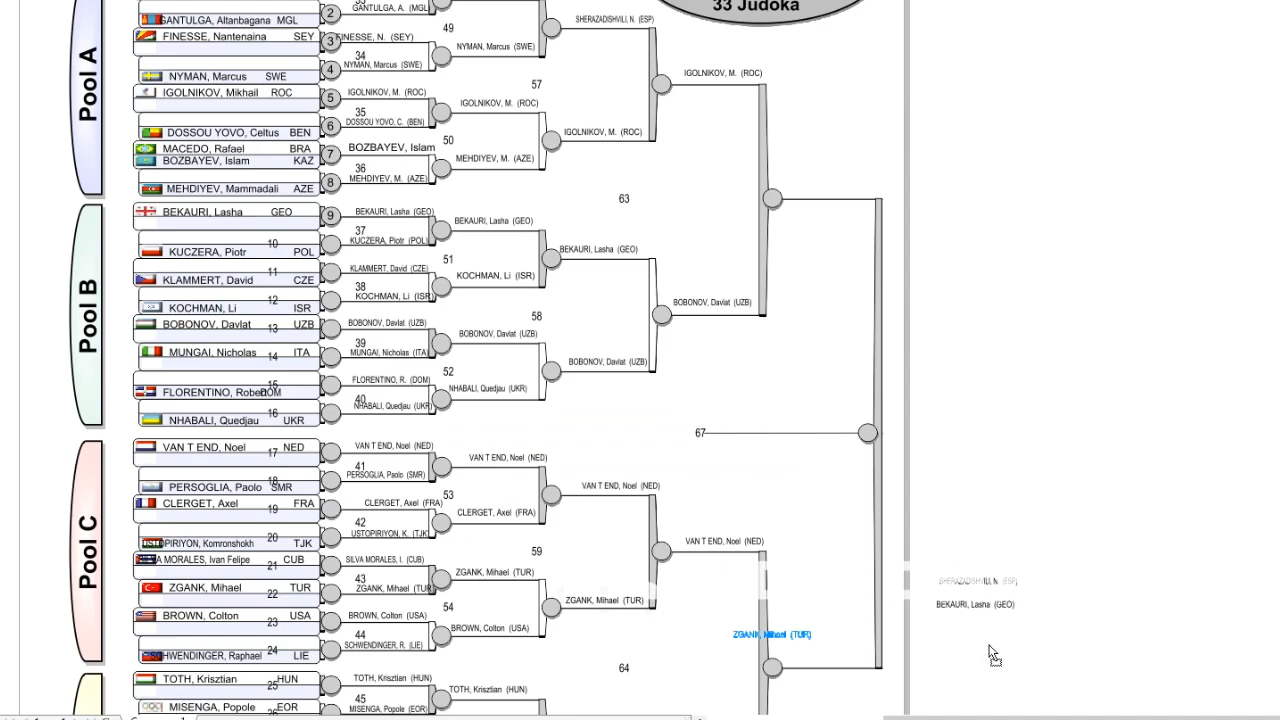 33 Judoka
Pool A
GANTULGA, Altanbagana MGL
FINESSE, Nantenaina SEY
NYMAN, Marcus SWE
IGOLNIKOV, Mikhail ROC
DOSSOU YOVO, Celtus BEN
MACEDO, Rafael BRA
BOZBAYEV, Islam KAZ
MEHDIYEV, Mammadali AZE
2
3
4
5
6
7
8
GANTULGA, A. (MGL
FINESSE, N. (SEY)
34
NYMAN, Marcus (SWE)
IGOLNIKOV, M. (ROC)
35
DOSSOU YOVO, C. (BEN)
BOZBAYEV, Islam
36
MEHDIYEV, M. (AZE)
49
NYMAN, Marcus (SWE)
IGOLNIKOV, M. (ROC)
50
MEHDIYEV, M. (AZE)
SHERAZADISHVILI, N. (ESP)
57
IGOLNIKOV, M. (ROC)
IGOLNIKOV, M. (ROC)
63
Pool B
BEKAURI, Lasha GEO
KUCZERA, Piotr POL
KLAMMERT, David CZE
KOCHMAN, Li ISR
BOBONOV, Davlat UZB
MUNGAI, Nicholas ITA
FLORENTINO, Robe DOM
NHABALI, Quedjau UKR
9
10
11
12
13
14
15
16
BEKAURI, Lasha (GEO)
37
KUCZERA, Piotr (POL)
KLAMMERT, David (CZE)
38
KOCHMAN, Li (ISR)
BOBONOV, Davlat (UZB)
39
MUNGAI, Nicholas (ITA)
FLORENTINO, R. (DOM)
40
NHABALI, Quedjau (UKR)
BEKAURI, Lasha (GEO)
51
KOCHMAN, Li (ISR)
BOBONOV, Davlat (UZB)
52
NHABALI, Quedjau (UKR)
BEKAURI, Lasha (GEO)
58
BOBONOV, Davlat (UZB)
BOBONOV, Davlat (UZB)
67
Pool C
VAN T END, Noel NED
PERSOGLIA, Paolo SMR
CLERGET, Axel FRA
USTOPIRIYON, Komronshokh TJK
A MORALES, Ivan Felipe CUB
ZGANK, Mihael TUR
BROWN, Colton USA
HWENDINGER, Raphael LIE
17
18
19
20
21
22
23
24
VAN T END, Noel (NED)
41
PERSOGLIA, Paolo (SMR)
CLERGET, Axel (FRA)
42
USTOPIRIYON, K. (TJK
SILVA MORALES, I. (CUB)
43
ZGANK, Mihael (TUR
BROWN, Colton (USA)
44
SCHWENDINGER, R. (LIE)
VAN T END, Noel (NED)
53
CLERGET, Axel (FRA)
ZGANK, Mihael (TUR)
54
BROWN, Colton (USA)
VAN T END, Noel (NED)
59
ZGANK, Mihael (TUR)
VAN T END, Noel (NED)
ZGANK, Mihael (TUR)
SHERAZADISHVILI, N. (ESP)
BEKAURI, Lasha (GEO)
64
TOTH, Krisztian HUN
MISENGA, Popole EOR
25
TOTH, Krisztian (HUN)
45
MISENGA, Popole (EOR)
TOTH, Krisztian (HUN)